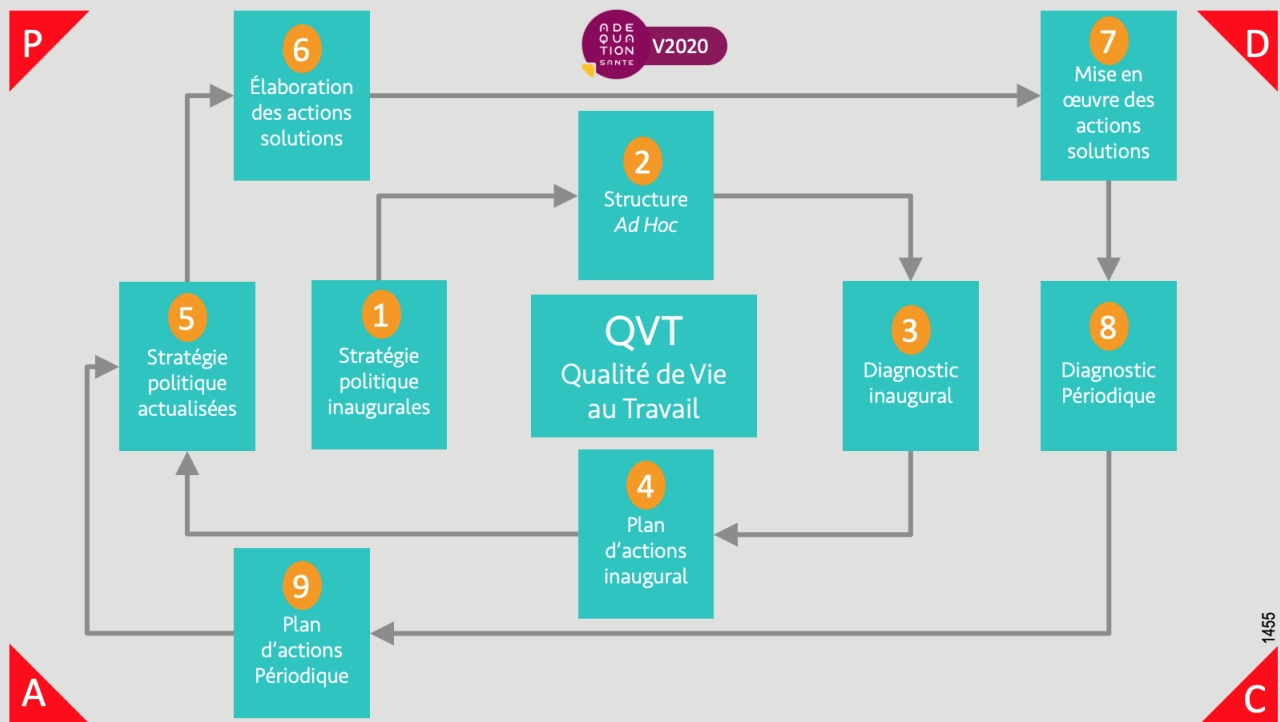 P
6
Élaboration
des actions
solutions
ADE
QUA
TION
SANTE
V2020
7
Mise en
œuvre des
actions
solutions
D
2
Structure
Ad Hoc
5
Stratégie
politique
actualisées
1
Stratégie
politique
inaugurales
QVT
Qualité de Vie
au Travail
3
Diagnostic
inaugural
8
Diagnostic
Périodique
4
Plan
d'actions
inaugural
9
Plan
d'actions
Périodique
1455
A
C